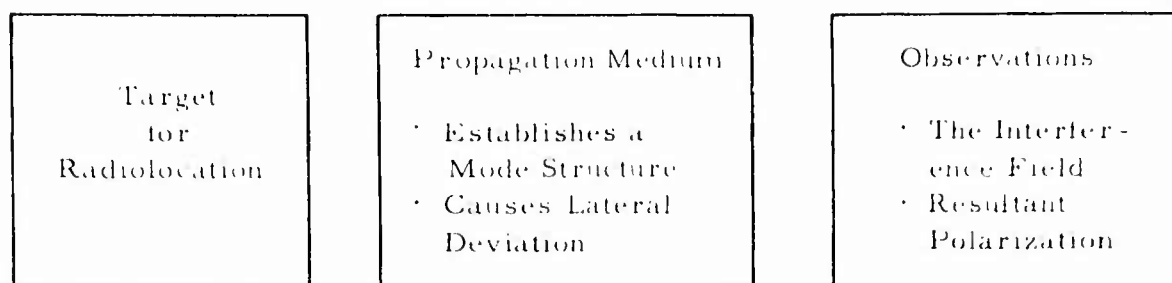 Target
for
Radiolocation
Propagation Medium
· Establishes a
Mode Structure
· Causes Lateral
Deviation
Observations
· The Interfer-
ence Field
· Resultant
Polarization